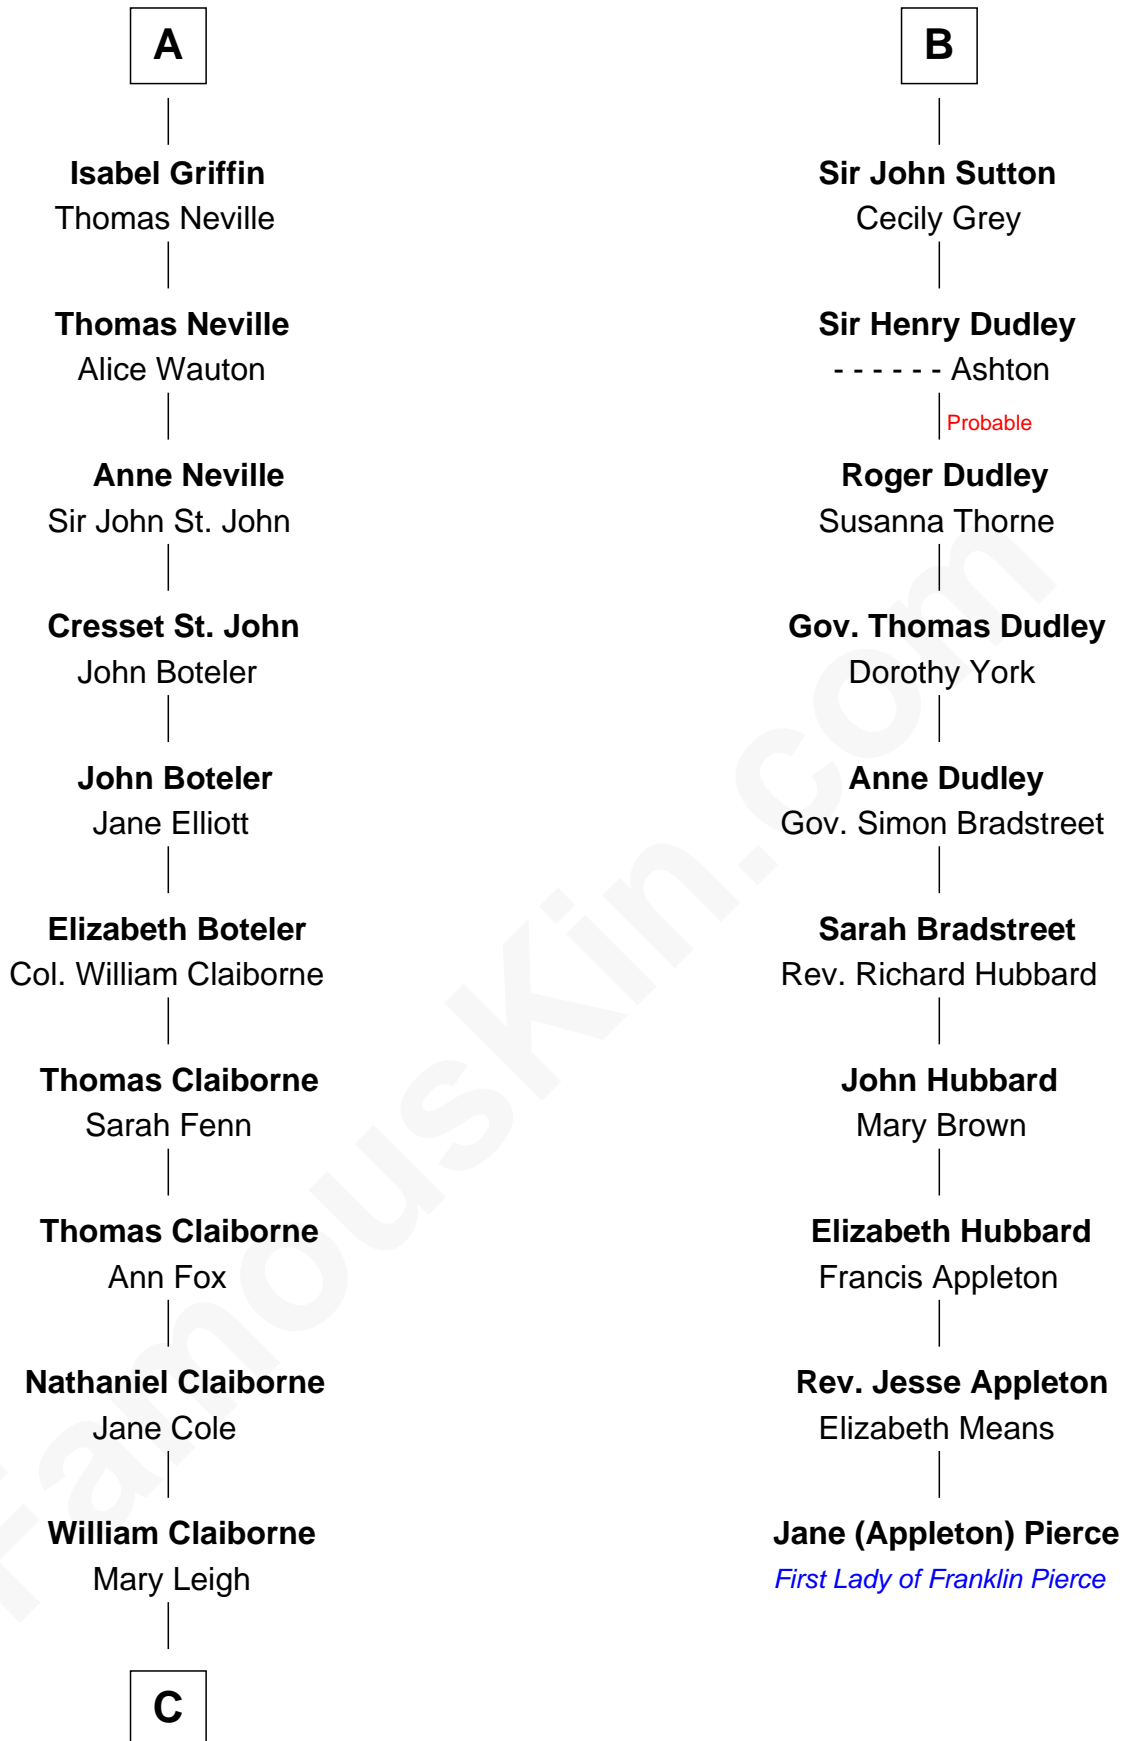 A
Isabel Griffin
Thomas Neville
Thomas Neville
Alice Wauton
Anne Neville
Sir John St. John
Cresset St. John
John Boteler
John Boteler
Jane Elliott
Elizabeth Boteler
Col. William Claiborne
Thomas Claiborne
Sarah Fenn
Thomas Claiborne
Ann Fox
Nathaniel Claiborne
Jane Cole
William Claiborne
Mary Leigh
C
B
Sir John Sutton
Cecily Grey
Sir Henry Dudley
- - - - - - Ashton
Probable
Roger Dudley
Susanna Thorne
Gov. Thomas Dudley
Dorothy York
Anne Dudley
Gov. Simon Bradstreet
Sarah Bradstreet
Rev. Richard Hubbard
John Hubbard
Mary Brown
Elizabeth Hubbard
Francis Appleton
Rev. Jesse Appleton
Elizabeth Means
Jane (Appleton) Pierce
First Lady of Franklin Pierce
FamousKin.com